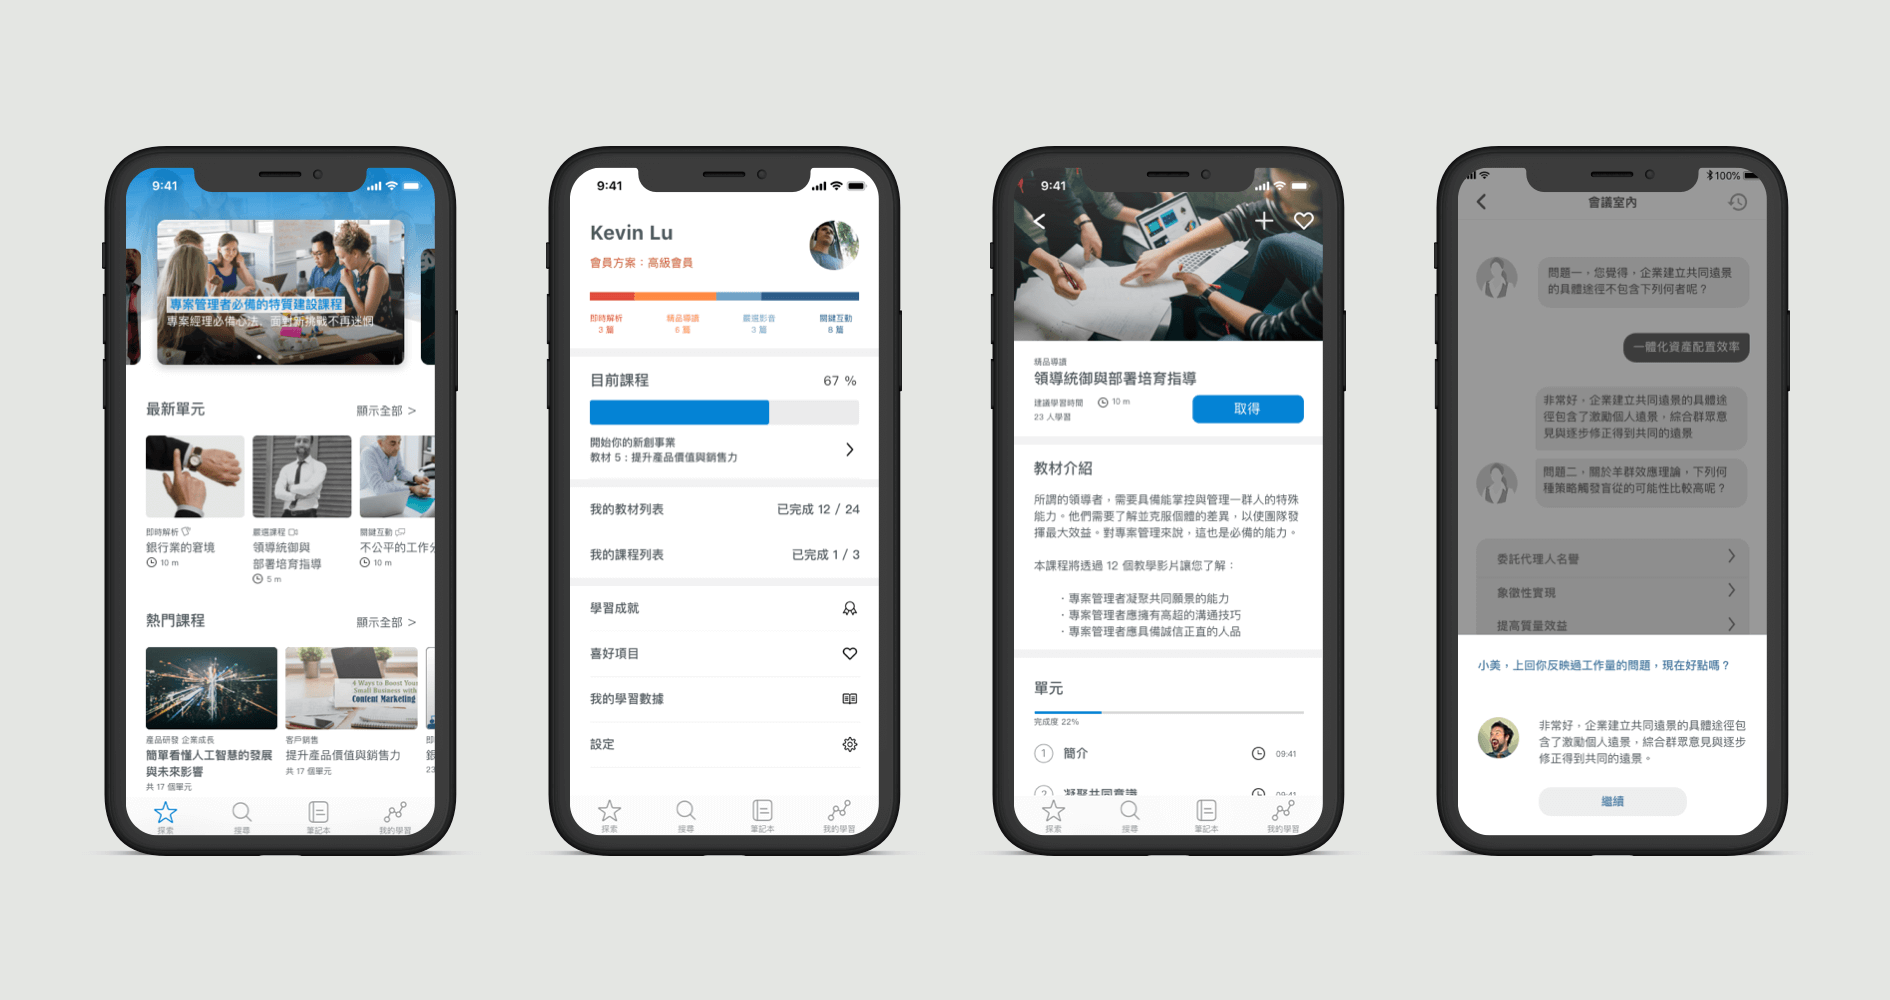 9:41
專案管理者必備的特質建設課程
專案經理必備心法，面對新挑戰不再迷惘
最新單元
顯示全部 >
即時解析
銀行業的窘境
10 m
嚴選課程
領導統御與
部署培育指導
5 m
關鍵互動
不公平的工作分
10 m
熱門課程
顯示全部 >
產品研發 企業成長
簡單看懂人工智慧的發展
與未來影響
共 17 個單元
4 Ways to Boost Your
Small Business with
Content Marketing
客戶銷售
提升產品價值與銷售力
共 17 個單元
即
銀
23
探索
搜尋
筆記本
我的學習
9:41
Kevin Lu
會員方案：高級會員
即時解析
3 篇
精品導讀
6 篇
嚴選影音
3 篇
關鍵互動
8 篇
目前課程
67 %
開始你的新創事業
教材 5：提升產品價值與銷售力
我的教材列表
已完成 12 / 24
我的課程列表
已完成 1 / 3
學習成就
喜好項目
我的學習數據
設定
探索
搜尋
筆記本
我的學習
9:41
精品導讀
領導統御與部署培育指導
建議學習時間
10 m
23 人學習
取得
教材介紹
所謂的領導者，需要具備能掌控與管理一群人的特殊
能力。他們需要了解並克服個體的差異，以使團隊發
揮最大效益。對專案管理來說，這也是必備的能力。
本課程將透過 12 個教學影片讓您了解：
・專案管理者凝聚共同願景的能力
・專案管理者應擁有高超的溝通技巧
・專案管理者應具備誠信正直的人品
單元
完成度 22%
1
簡介
09:41
2
凝聚共同意識
09:41
探索
搜尋
筆記本
我的學習
100%
會議室內
問題一，您覺得，企業建立共同遠景
的具體途徑不包含下列何者呢？
一體化資產配置效率
非常好，企業建立共同遠景的具體途
徑包含了激勵個人遠景，綜合群眾意
見與逐步修正得到共同的遠景
問題二，關於羊群效應理論，下列何
種策略觸發盲從的可能性比較高呢？
委託代理人名譽
象徵性實現
提高質量效益
小美，上回你反映過工作量的問題，現在好點嗎？
非常好，企業建立共同遠景的具體途徑包
含了激勵個人遠景，綜合群眾意見與逐步
修正得到共同的遠景。
繼續